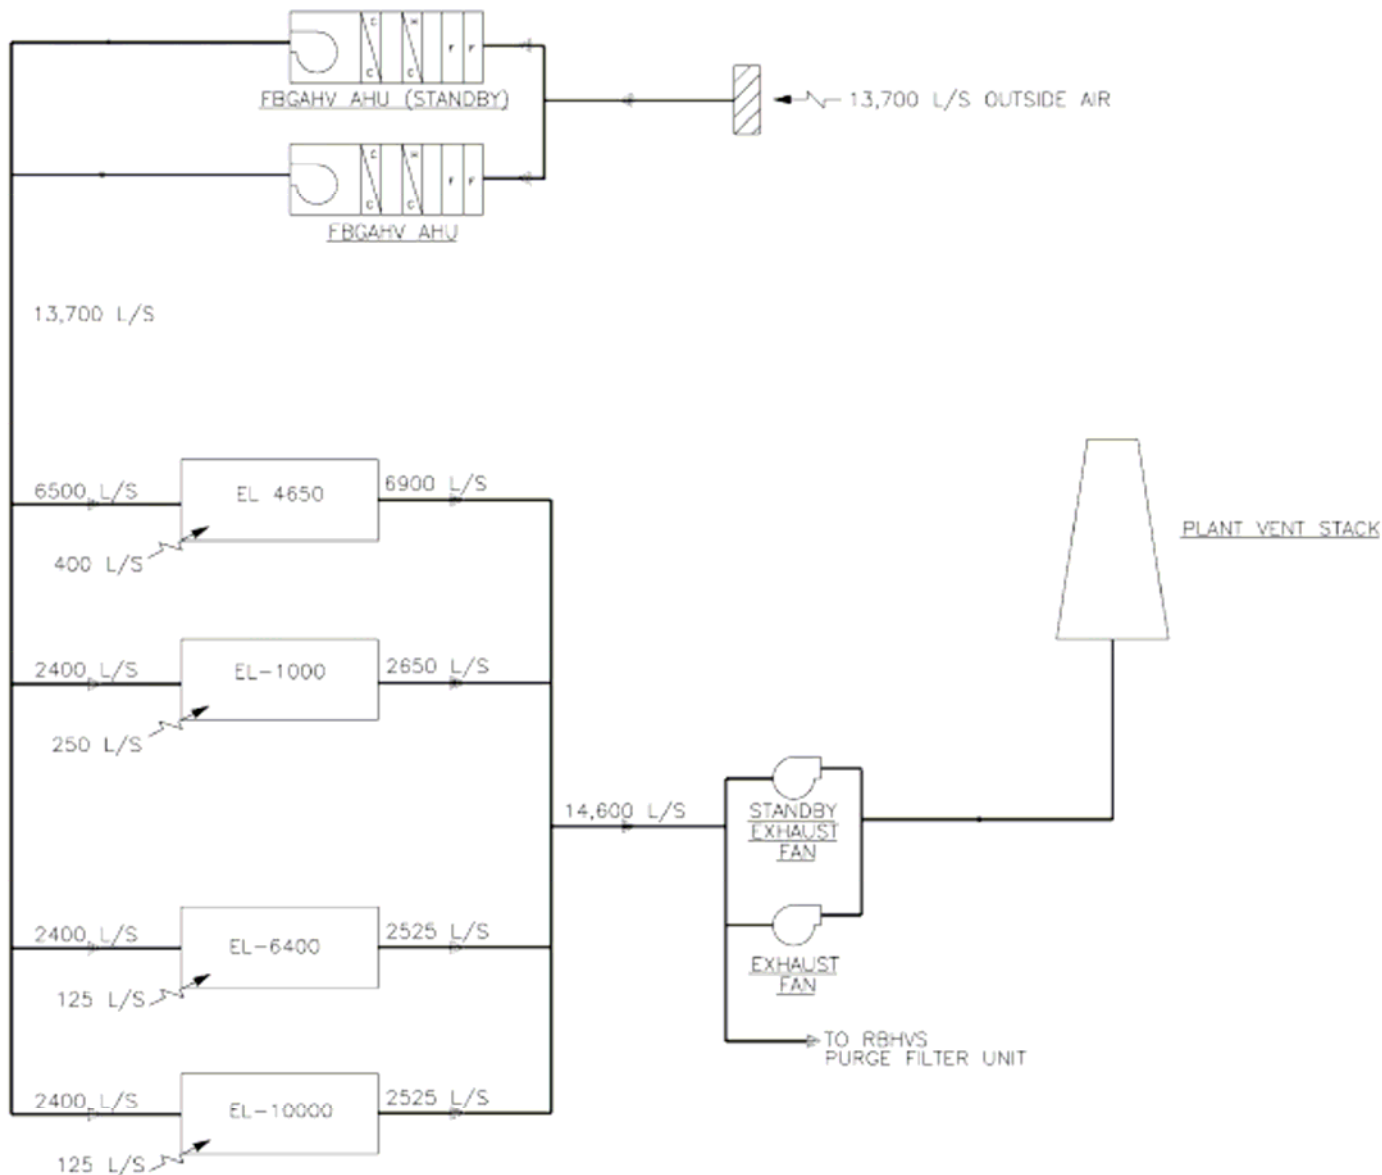 C H
F F
C C
FBGAHV AHU (STANDBY)
13,700 L/S OUTSIDE AIR
C H
F F
C C
FBGAHV AHU
13,700 L/S
6500 L/S
EL 4650
6900 L/S
400 L/S
PLANT VENT STACK
2400 L/S
EL-1000
2650 L/S
250 L/S
14,600 L/S
STANDBY
EXHAUST
FAN
2400 L/S
EL-6400
2525 L/S
125 L/S
EXHAUST
FAN
TO RBHVS
PURGE FILTER UNIT
2400 L/S
EL-10000
2525 L/S
125 L/S